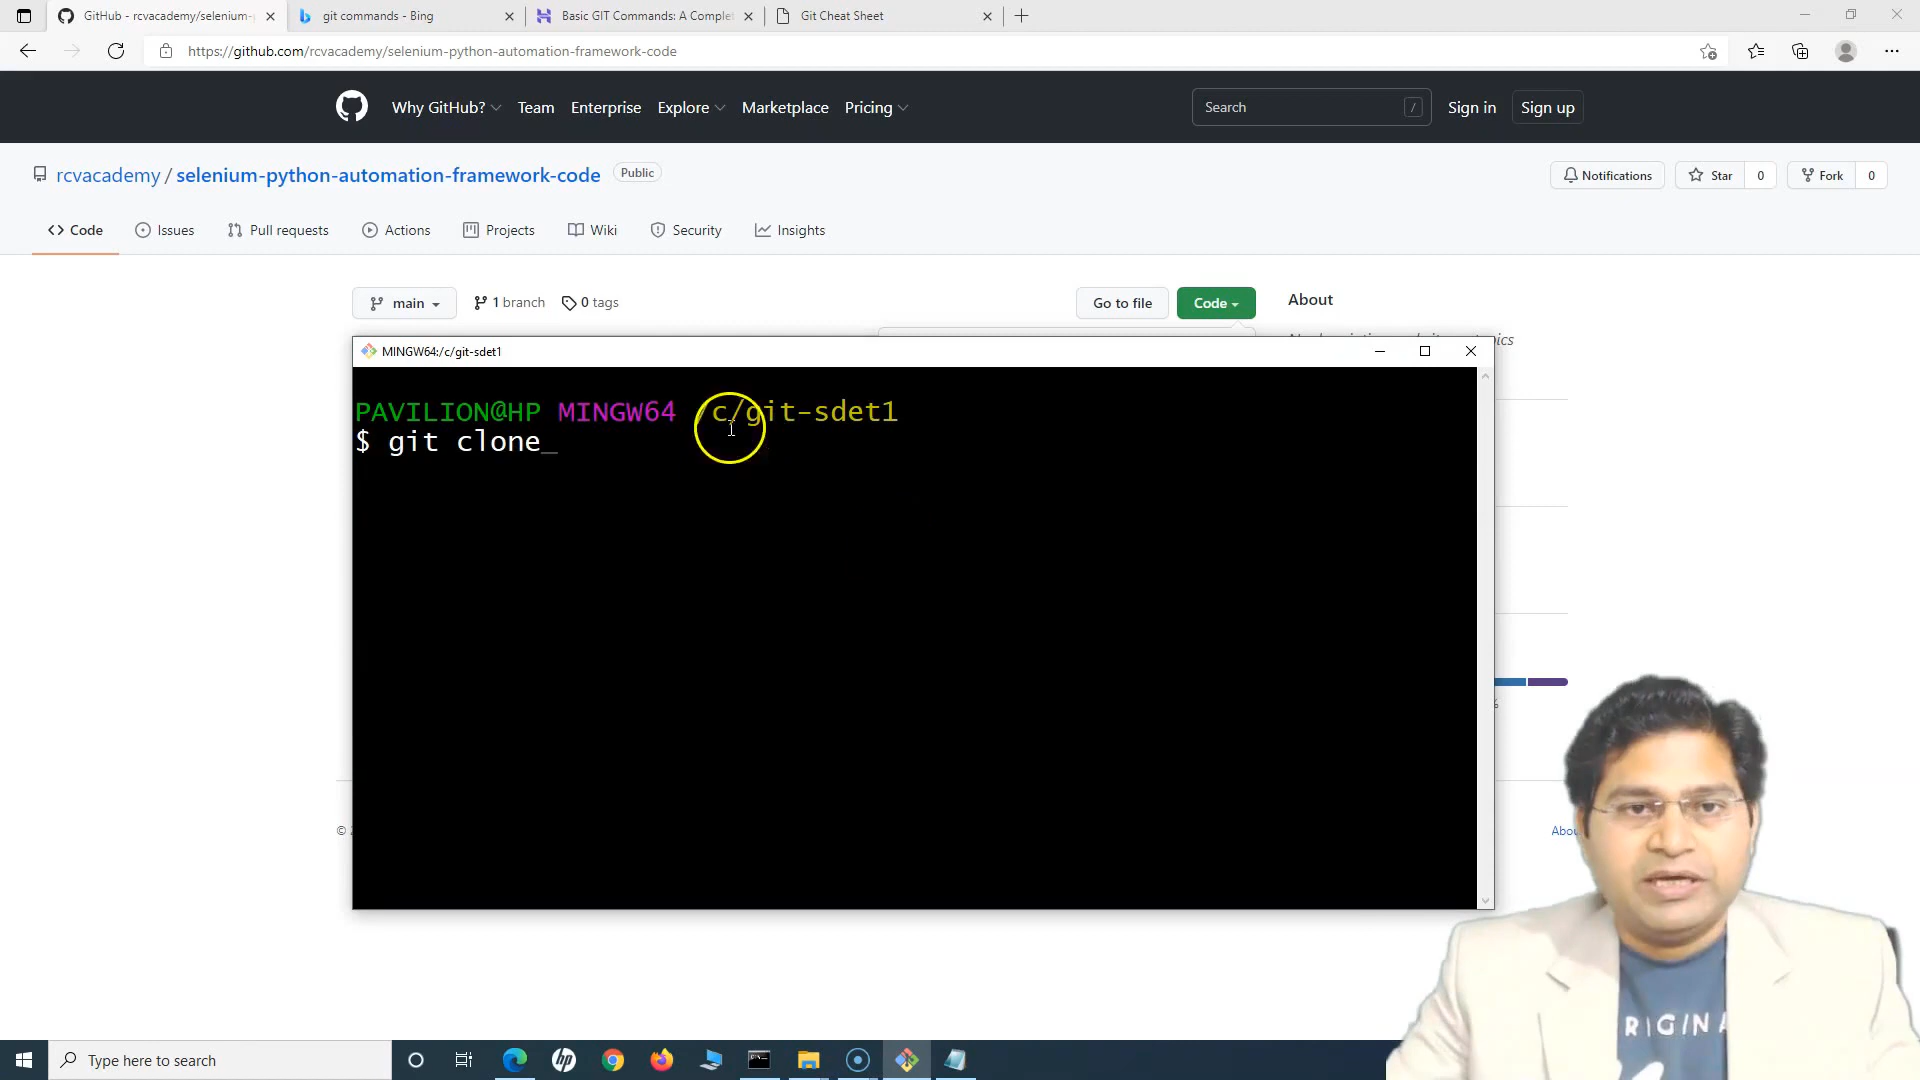 GitHub - rcvacademy/selenium-
git commands - Bing
Basic GIT Commands: A Complet
Git Cheat Sheet
https://github.com/rcvacademy/selenium-python-automation-framework-code
Why GitHub?
Team
Enterprise
Explore
Marketplace
Pricing
Search /
Sign in
Sign up
rcvacademy / selenium-python-automation-framework-code Public
Notifications
Star 0
Fork 0
Code
Issues
Pull requests
Actions
Projects
Wiki
Security
Insights
main
1 branch
0 tags
Go to file
Code
About
MINGW64:/c/git-sdet1
PAVILION@HP MINGW64 /c/git-sdet1
$ git clone_
©
Abou
RIGINA
Type here to search
hp